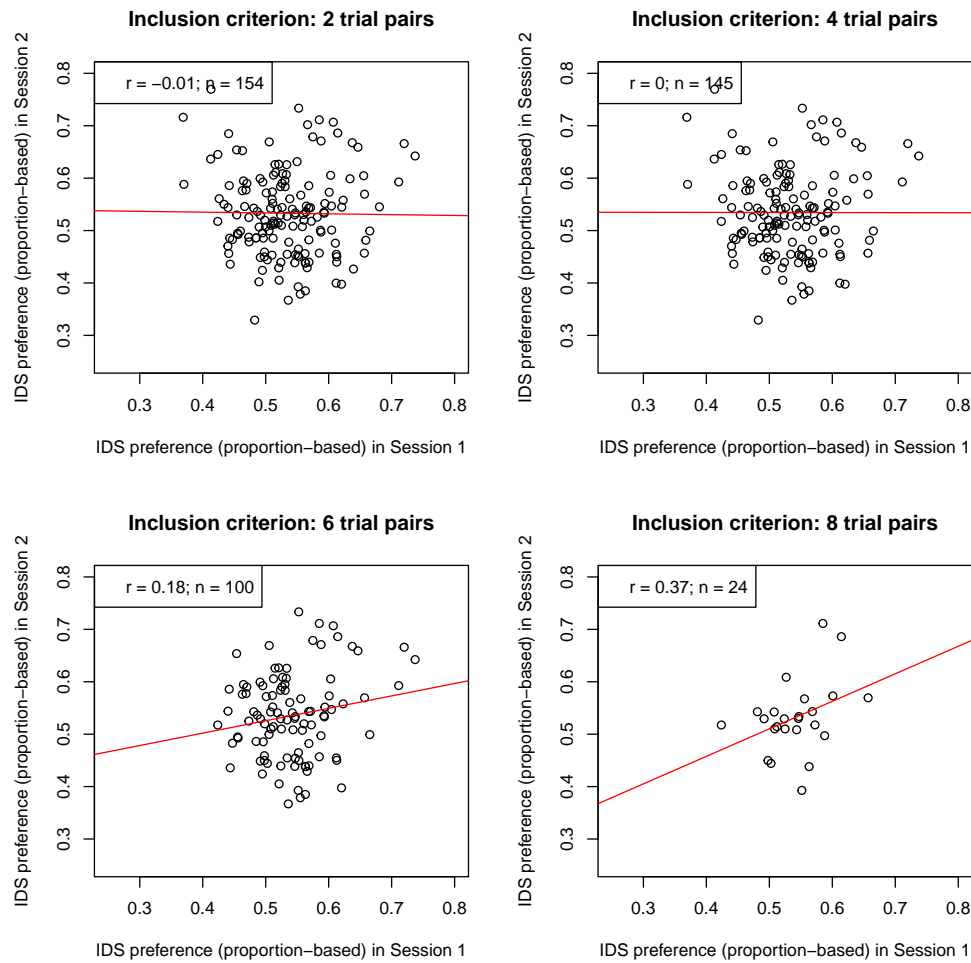 Inclusion criterion: 2 trial pairs
r = −0.01; n = 154
IDS preference (proportion−based) in Session 2
0.8
0.7
0.6
0.5
0.4
0.3
0.3 0.4 0.5 0.6 0.7 0.8
IDS preference (proportion−based) in Session 1
Inclusion criterion: 4 trial pairs
r = 0; n = 145
IDS preference (proportion−based) in Session 2
0.8
0.7
0.6
0.5
0.4
0.3
0.3 0.4 0.5 0.6 0.7 0.8
IDS preference (proportion−based) in Session 1
Inclusion criterion: 6 trial pairs
r = 0.18; n = 100
IDS preference (proportion−based) in Session 2
0.8
0.7
0.6
0.5
0.4
0.3
0.3 0.4 0.5 0.6 0.7 0.8
IDS preference (proportion−based) in Session 1
Inclusion criterion: 8 trial pairs
r = 0.37; n = 24
IDS preference (proportion−based) in Session 2
0.8
0.7
0.6
0.5
0.4
0.3
0.3 0.4 0.5 0.6 0.7 0.8
IDS preference (proportion−based) in Session 1